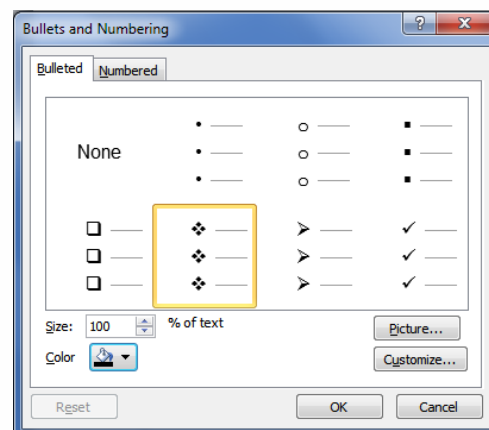 Bullets and Numbering
Bulleted Numbered
None
Size: 100 % of text
Picture...
Color
Customize...
Reset OK Cancel